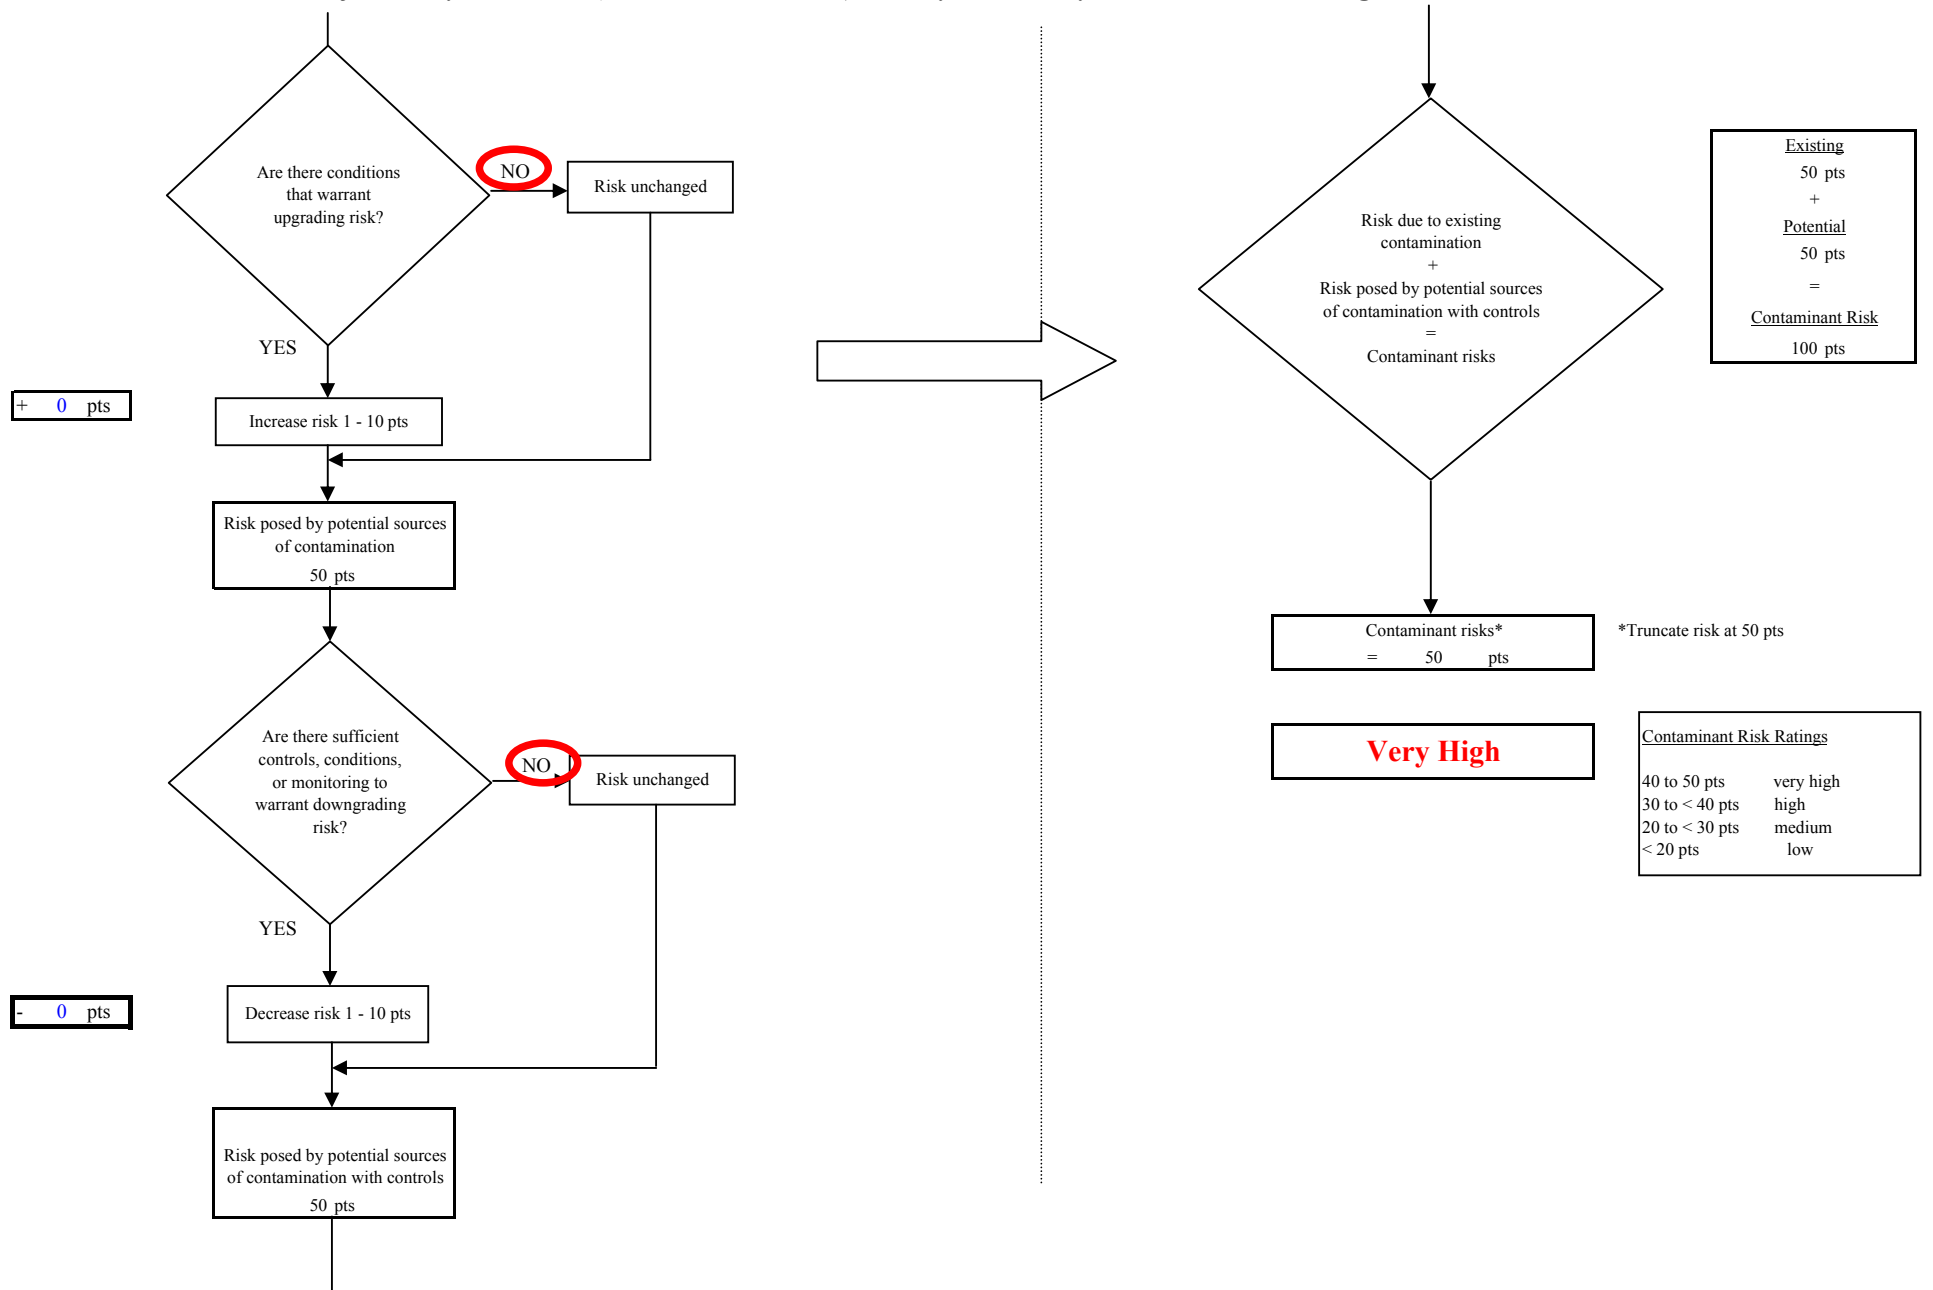 Are there conditions
that warrant
upgrading risk?
NO
Risk unchanged
YES
+ 0 pts
Increase risk 1 - 10 pts
Risk posed by potential sources
of contamination
50 pts
Are there sufficient
controls, conditions,
or monitoring to
warrant downgrading
risk?
NO
Risk unchanged
YES
- 0 pts
Decrease risk 1 - 10 pts
Risk posed by potential sources
of contamination with controls
50 pts
Risk due to existing
contamination
+
Risk posed by potential sources
of contamination with controls
=
Contaminant risks
Existing
50 pts
+
Potential
50 pts
=
Contaminant Risk
100 pts
Contaminant risks*
= 50 pts
*Truncate risk at 50 pts
Very High
Contaminant Risk Ratings
40 to 50 pts very high
30 to < 40 pts high
20 to < 30 pts medium
< 20 pts low